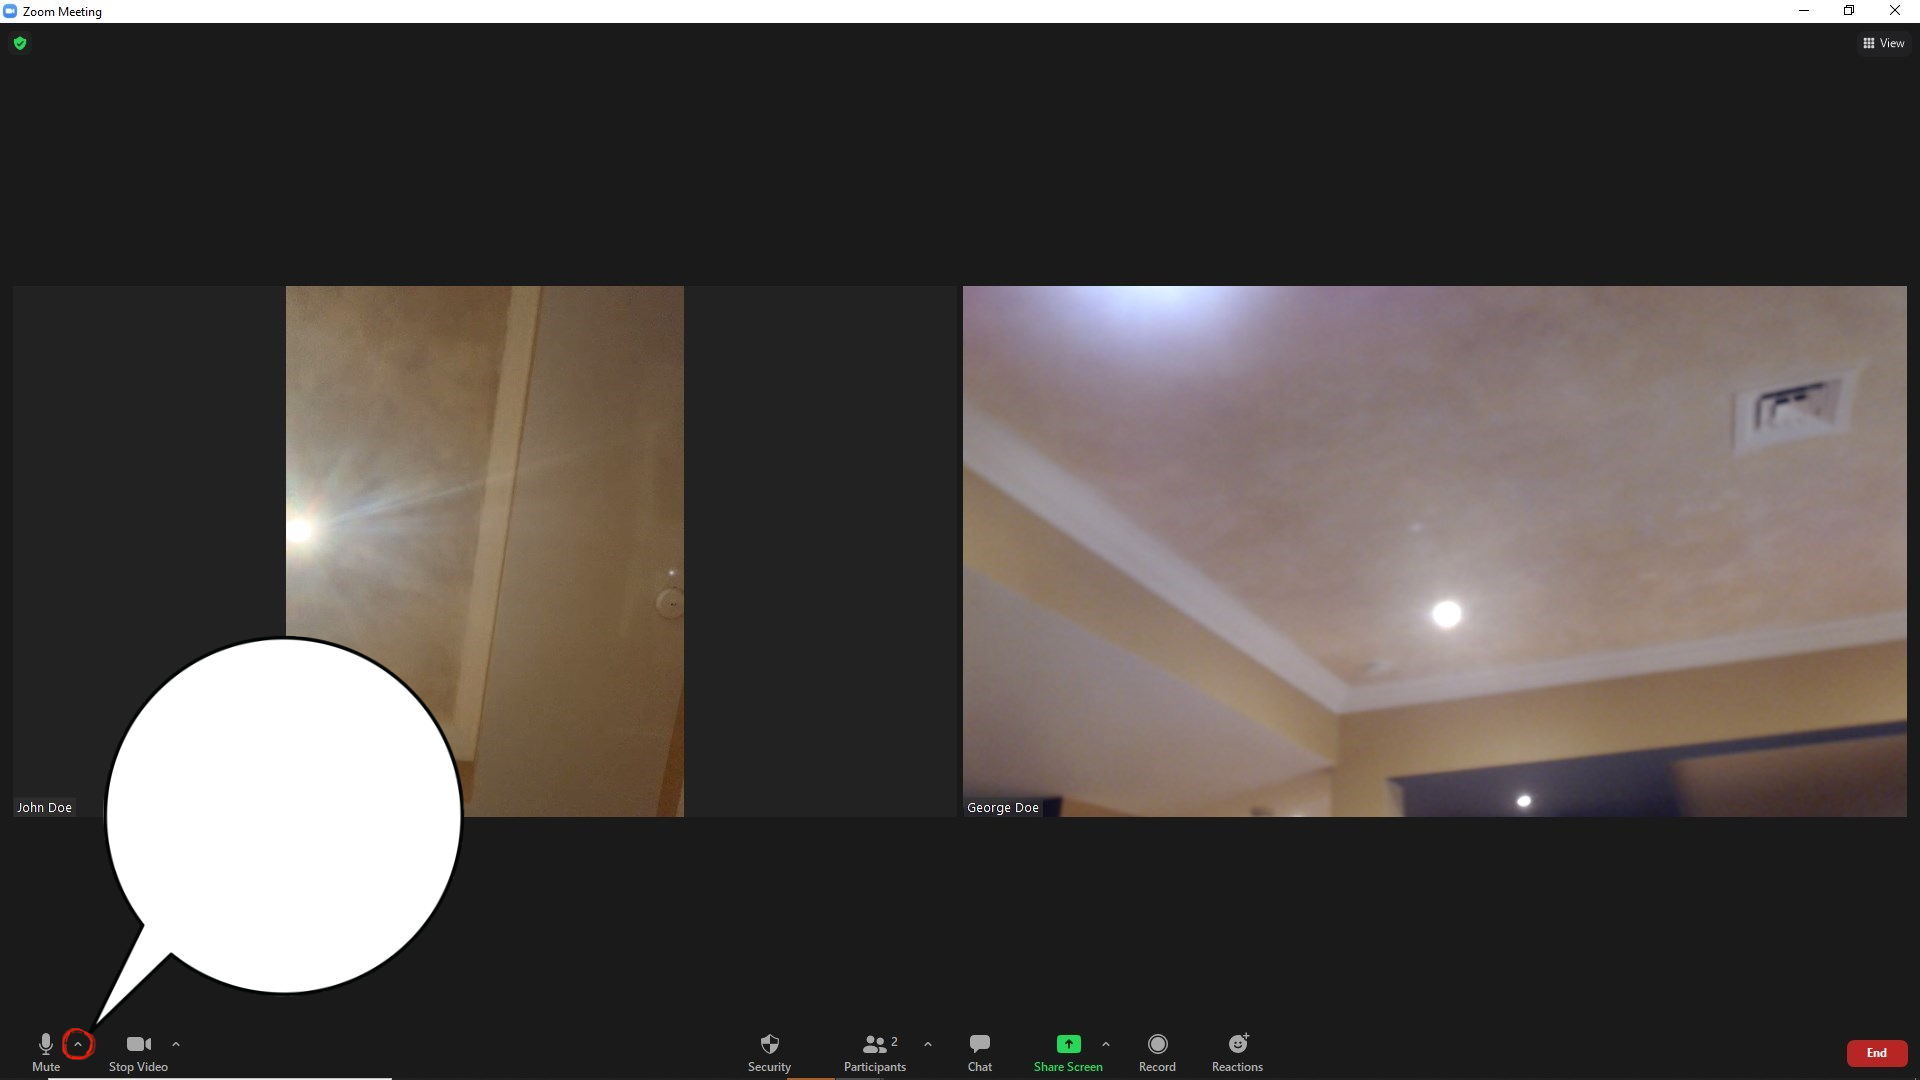 Zoom Meeting
View
John Doe
George Doe
Mute
Stop Video
Security
Participants
2
Chat
Share Screen
Record
Reactions
End